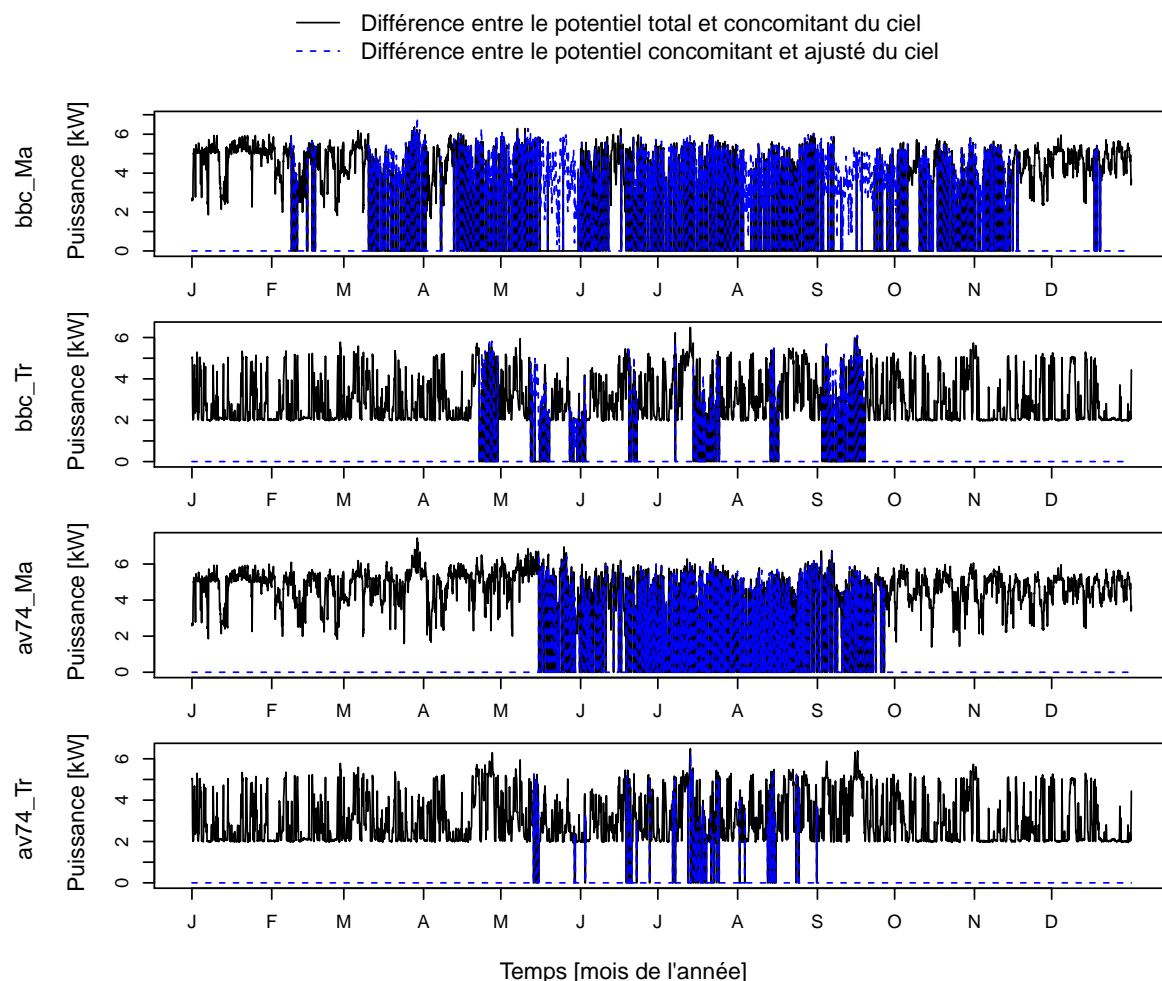 Différence entre le potentiel total et concomitant du ciel
Différence entre le potentiel concomitant et ajusté du ciel
bbc_Ma
Puissance [kW]
0 2 4 6
J F M A M J J A S O N D
bbc_Tr
Puissance [kW]
0 2 4 6
J F M A M J J A S O N D
av74_Ma
Puissance [kW]
0 2 4 6
J F M A M J J A S O N D
av74_Tr
Puissance [kW]
0 2 4 6
J F M A M J J A S O N D
Temps [mois de l'année]